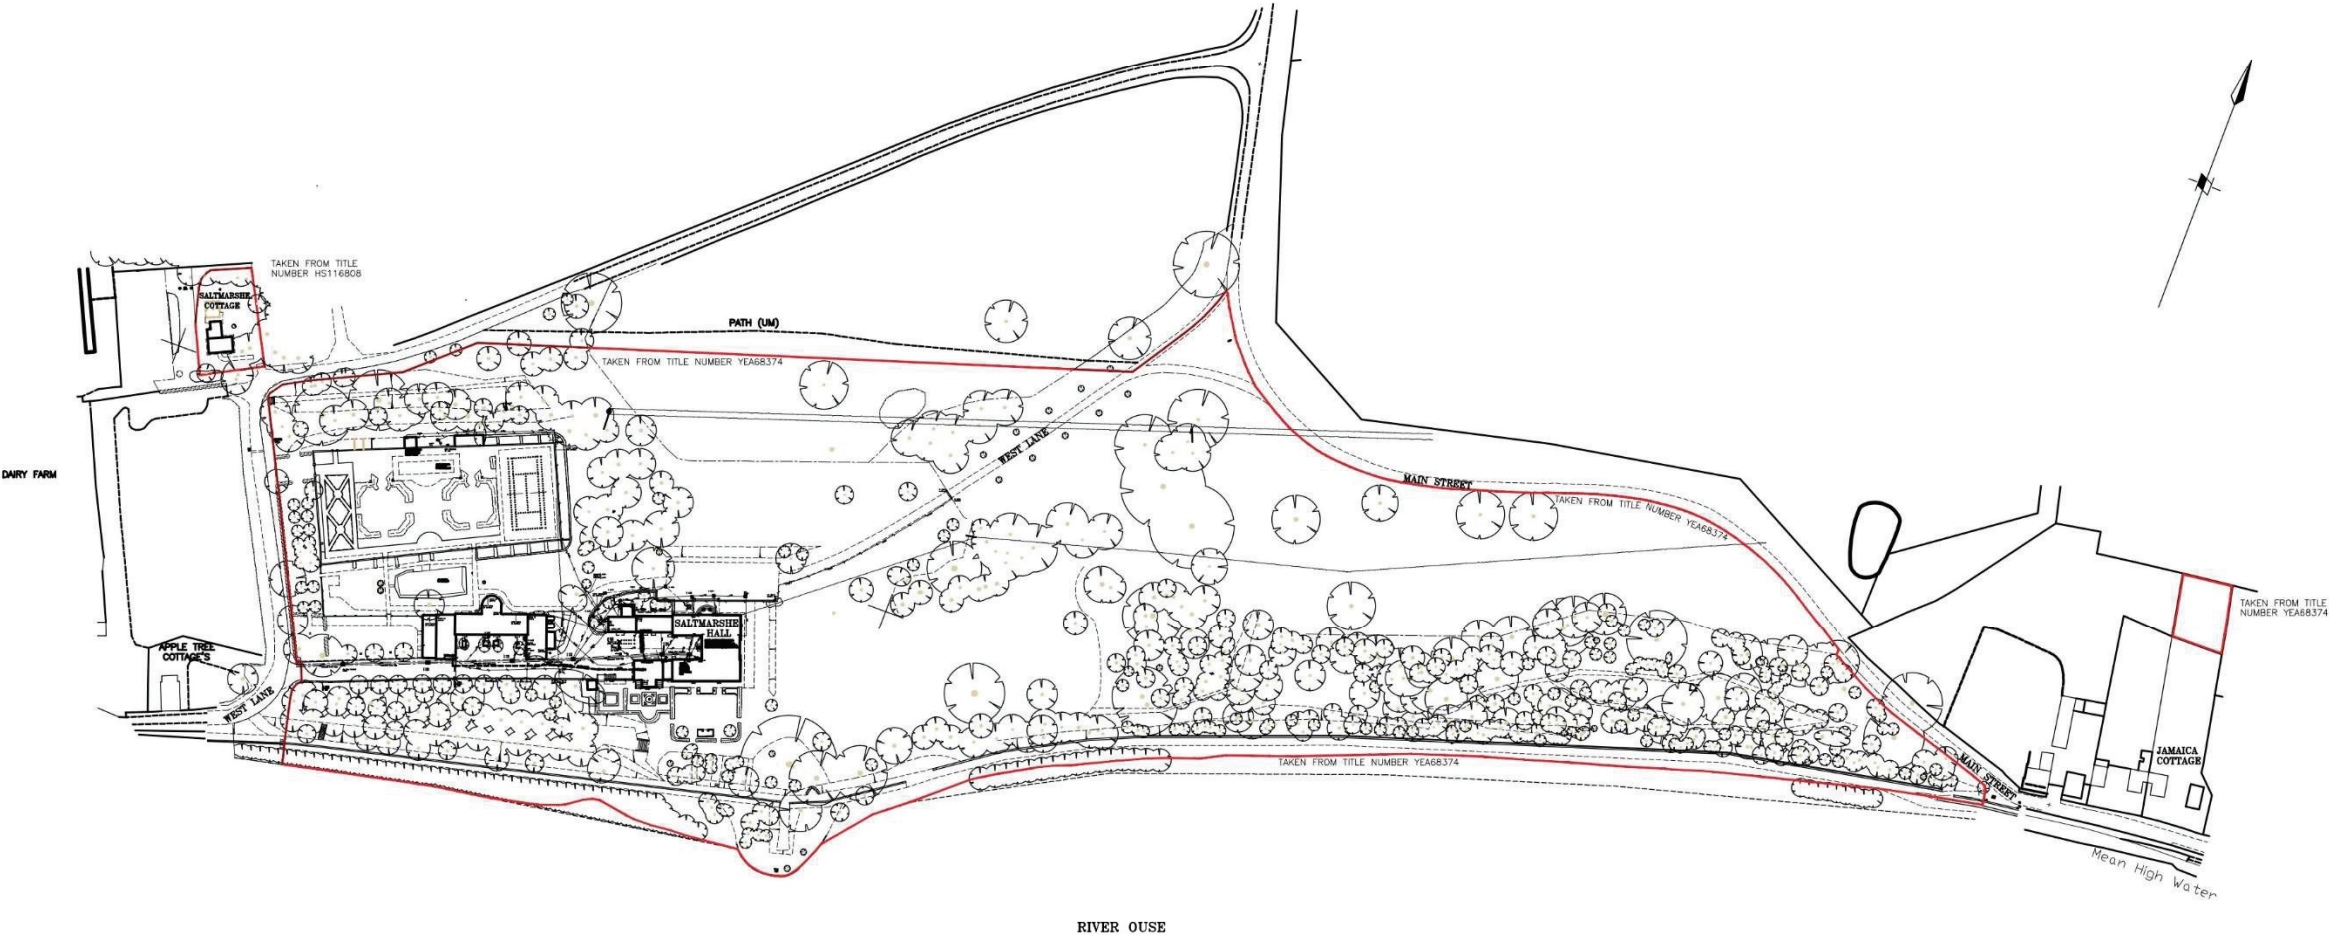 TAKEN FROM TITLE
NUMBER HS116808
SALTMARSHE
COTTAGE
PATH (UM)
TAKEN FROM TITLE NUMBER YEA68374
WEST LANE
MAIN STREET
TAKEN FROM TITLE NUMBER YEA68374
DAIRY FARM
TAKEN FROM TITLE
NUMBER YEA68374
SALTMARSHE
HALL
APPLE TREE
COTTAGE'S
WEST LANE
TAKEN FROM TITLE NUMBER YEA68374
MAIN STREET
JAMAICA
COTTAGE
Mean High Water
RIVER OUSE